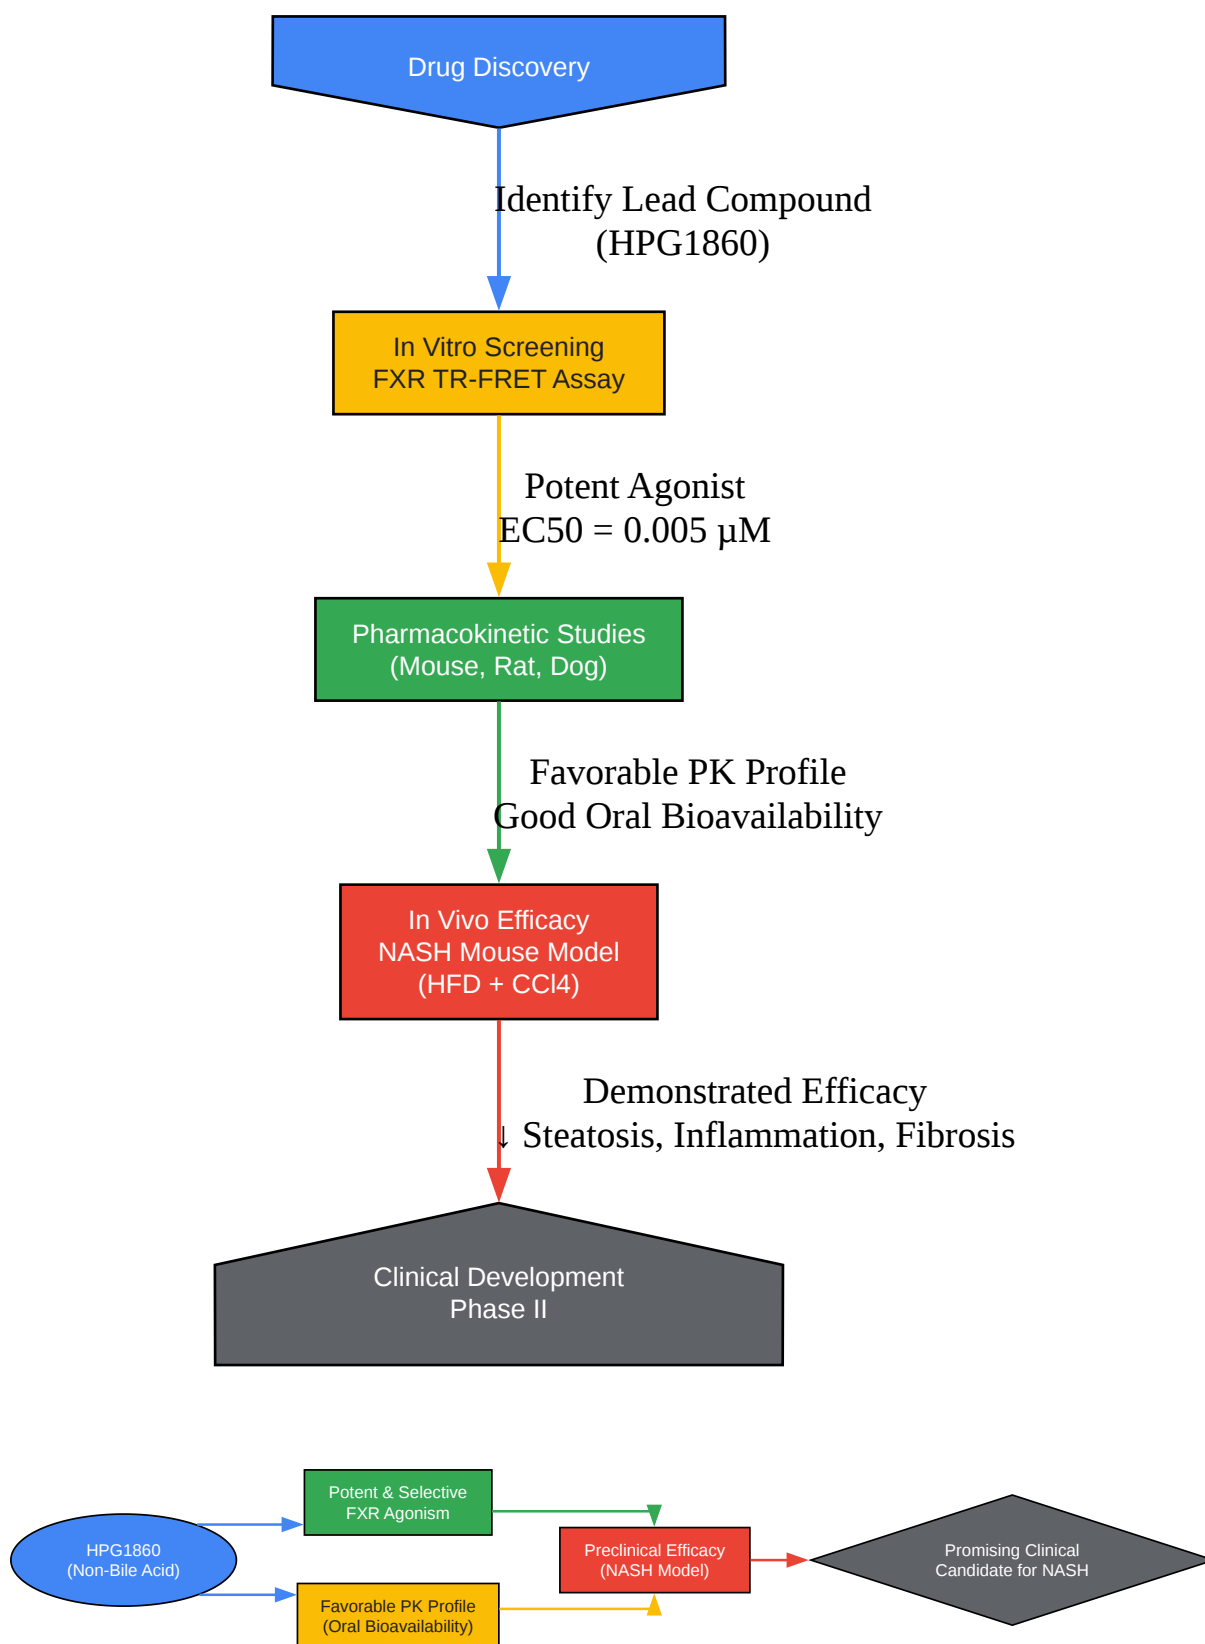 Drug Discovery
Identify Lead Compound
(HPG1860)
In Vitro Screening
FXR TR-FRET Assay
Potent Agonist
EC50 = 0.005 µM
Pharmacokinetic Studies
(Mouse, Rat, Dog)
Favorable PK Profile
Good Oral Bioavailability
In Vivo Efficacy
NASH Mouse Model
(HFD + CCl4)
Demonstrated Efficacy
↓ Steatosis, Inflammation, Fibrosis
Clinical Development
Phase II
HPG1860
(Non-Bile Acid)
Potent & Selective
FXR Agonism
Favorable PK Profile
(Oral Bioavailability)
Preclinical Efficacy
(NASH Model)
Promising Clinical
Candidate for NASH